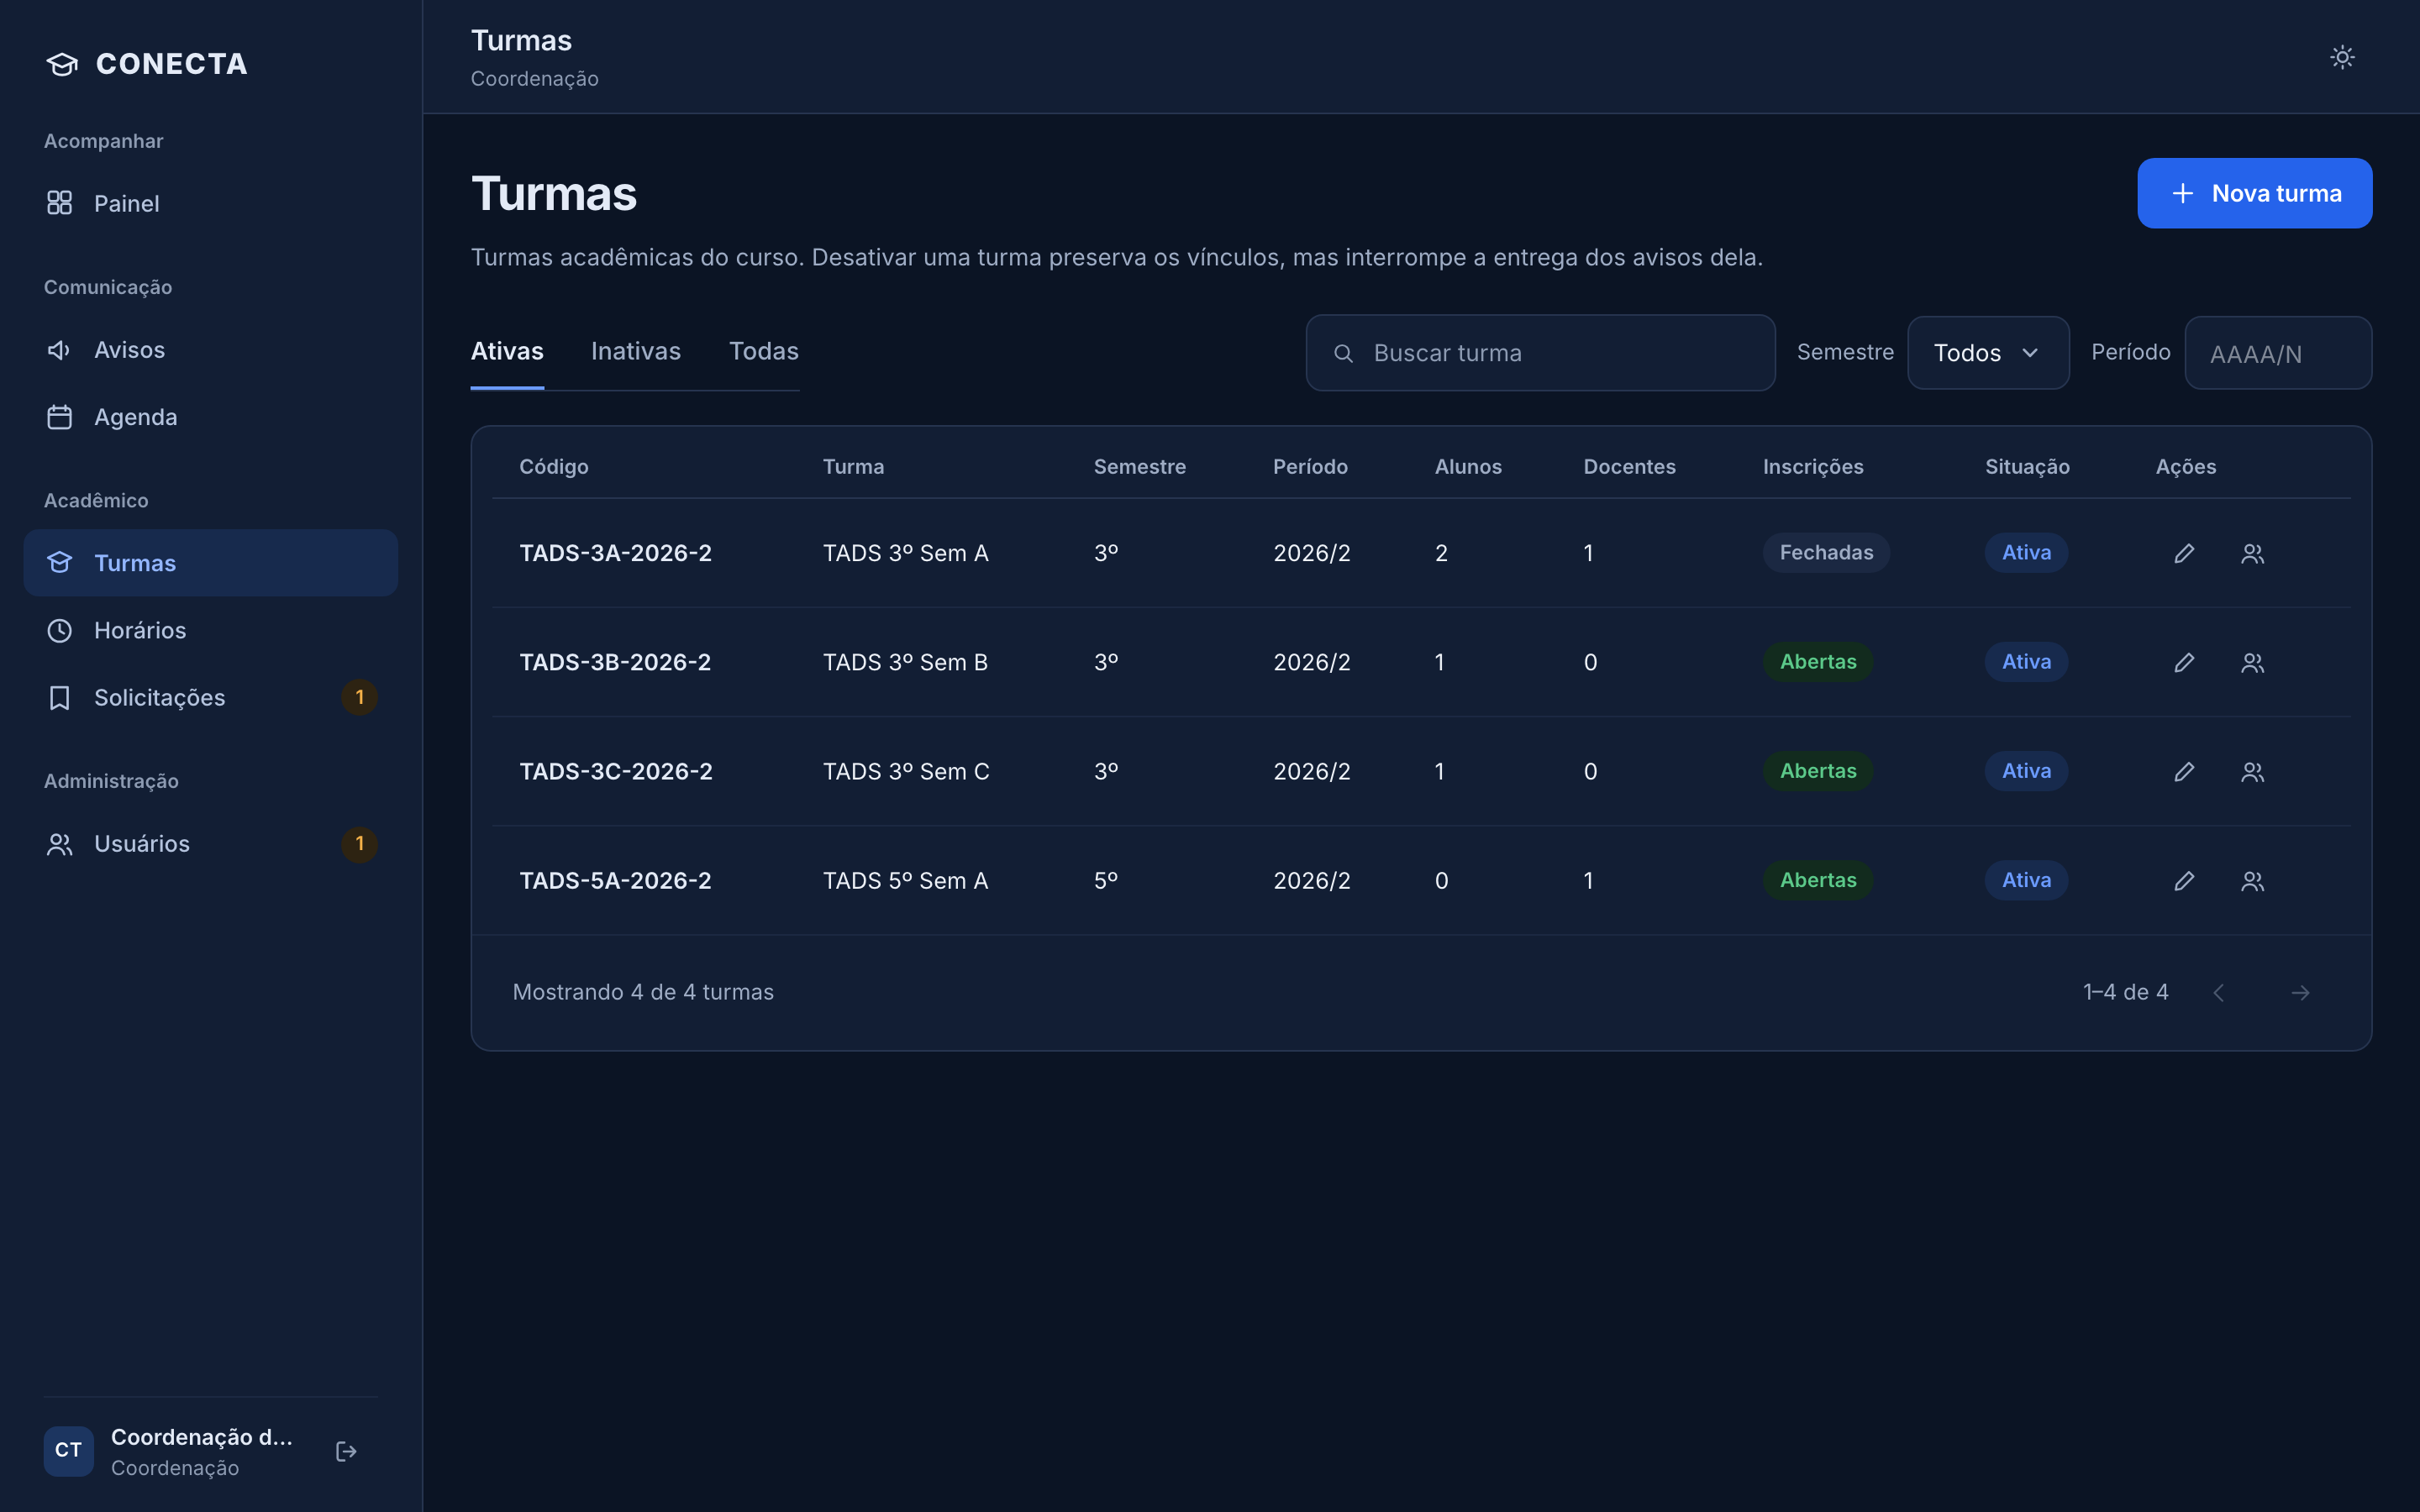 CONECTA
Acompanhar
Painel
Comunicação
Avisos
Agenda
Acadêmico
Turmas
Horários
Solicitações 1
Administração
Usuários 1
CT
Coordenação d...
Coordenação
Turmas
Coordenação
Turmas
Nova turma
Turmas acadêmicas do curso. Desativar uma turma preserva os vínculos, mas interrompe a entrega dos avisos dela.
Ativas Inativas Todas Buscar turma Semestre Todos Período AAAA/N
Código Turma Semestre Período Alunos Docentes Inscrições Situação Ações
TADS-3A-2026-2 TADS 3º Sem A 3º 2026/2 2 1 Fechadas Ativa
TADS-3B-2026-2 TADS 3º Sem B 3º 2026/2 1 0 Abertas Ativa
TADS-3C-2026-2 TADS 3º Sem C 3º 2026/2 1 0 Abertas Ativa
TADS-5A-2026-2 TADS 5º Sem A 5º 2026/2 0 1 Abertas Ativa
Mostrando 4 de 4 turmas 1–4 de 4